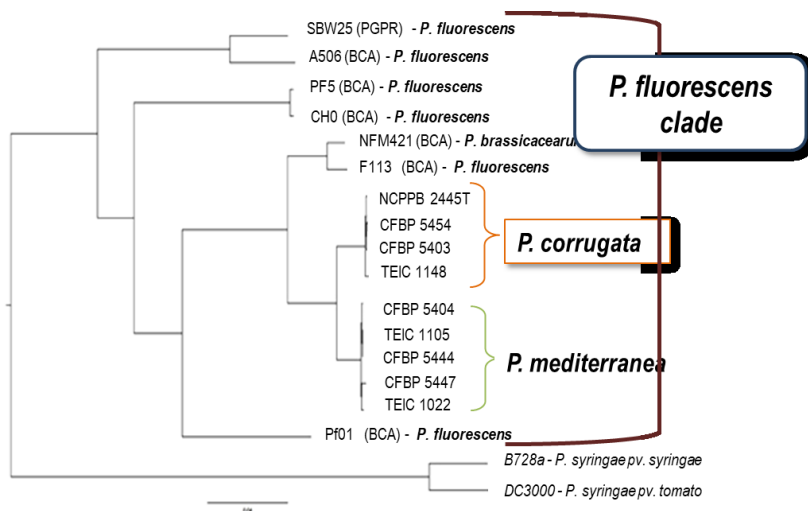 SBW25 (PGPR) - P. fluorescens
A506 (BCA) - P. fluorescens
PF5 (BCA) - P. fluorescens
CH0 (BCA) - P. fluorescens
NFM421 (BCA) - P. brassicacearu
F113 (BCA) - P. fluorescens
NCPPB 2445T
CFBP 5454
CFBP 5403
TEIC 1148
CFBP 5404
TEIC 1105
CFBP 5444
CFBP 5447
TEIC 1022
Pf01 (BCA) - P. fluorescens
B728a - P. syringae pv. syringae
DC3000 - P. syringae pv. tomato
P. fluorescens
clade
P. corrugata
P. mediterranea